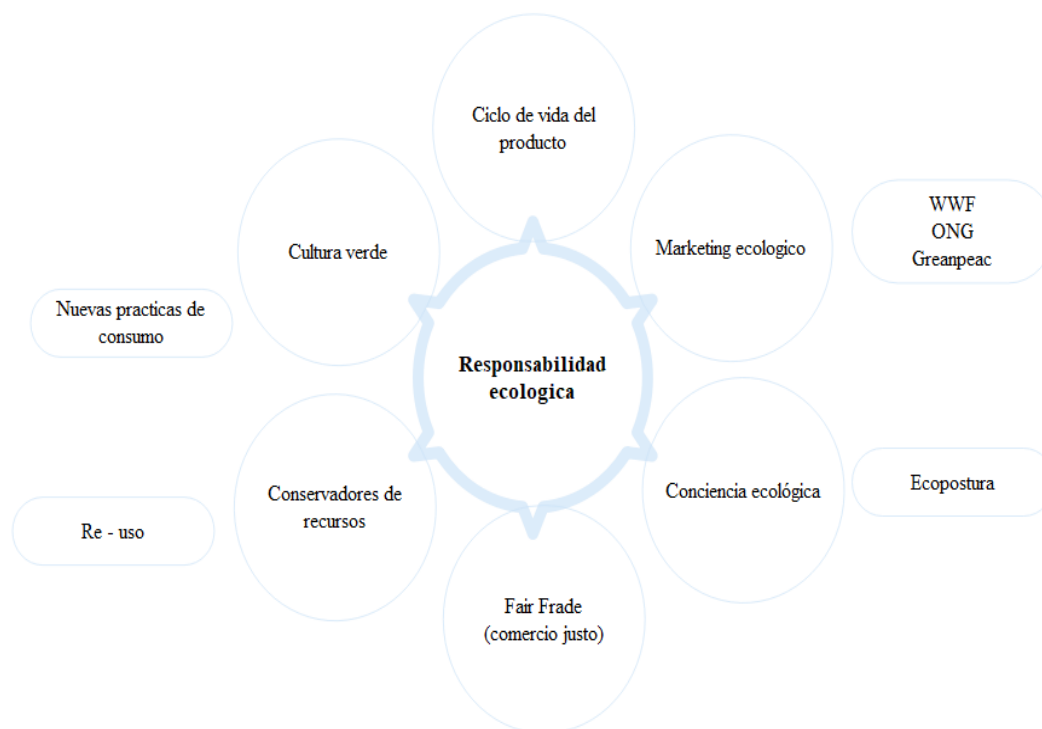 Ciclo de vida del
producto
Cultura verde
Marketing ecologico
WWF
ONG
Greanpeac
Nuevas practicas de
consumo
Responsabilidad
ecologica
Conservadores de
recursos
Conciencia ecológica
Ecopostura
Re - uso
Fair Frade
(comercio justo)